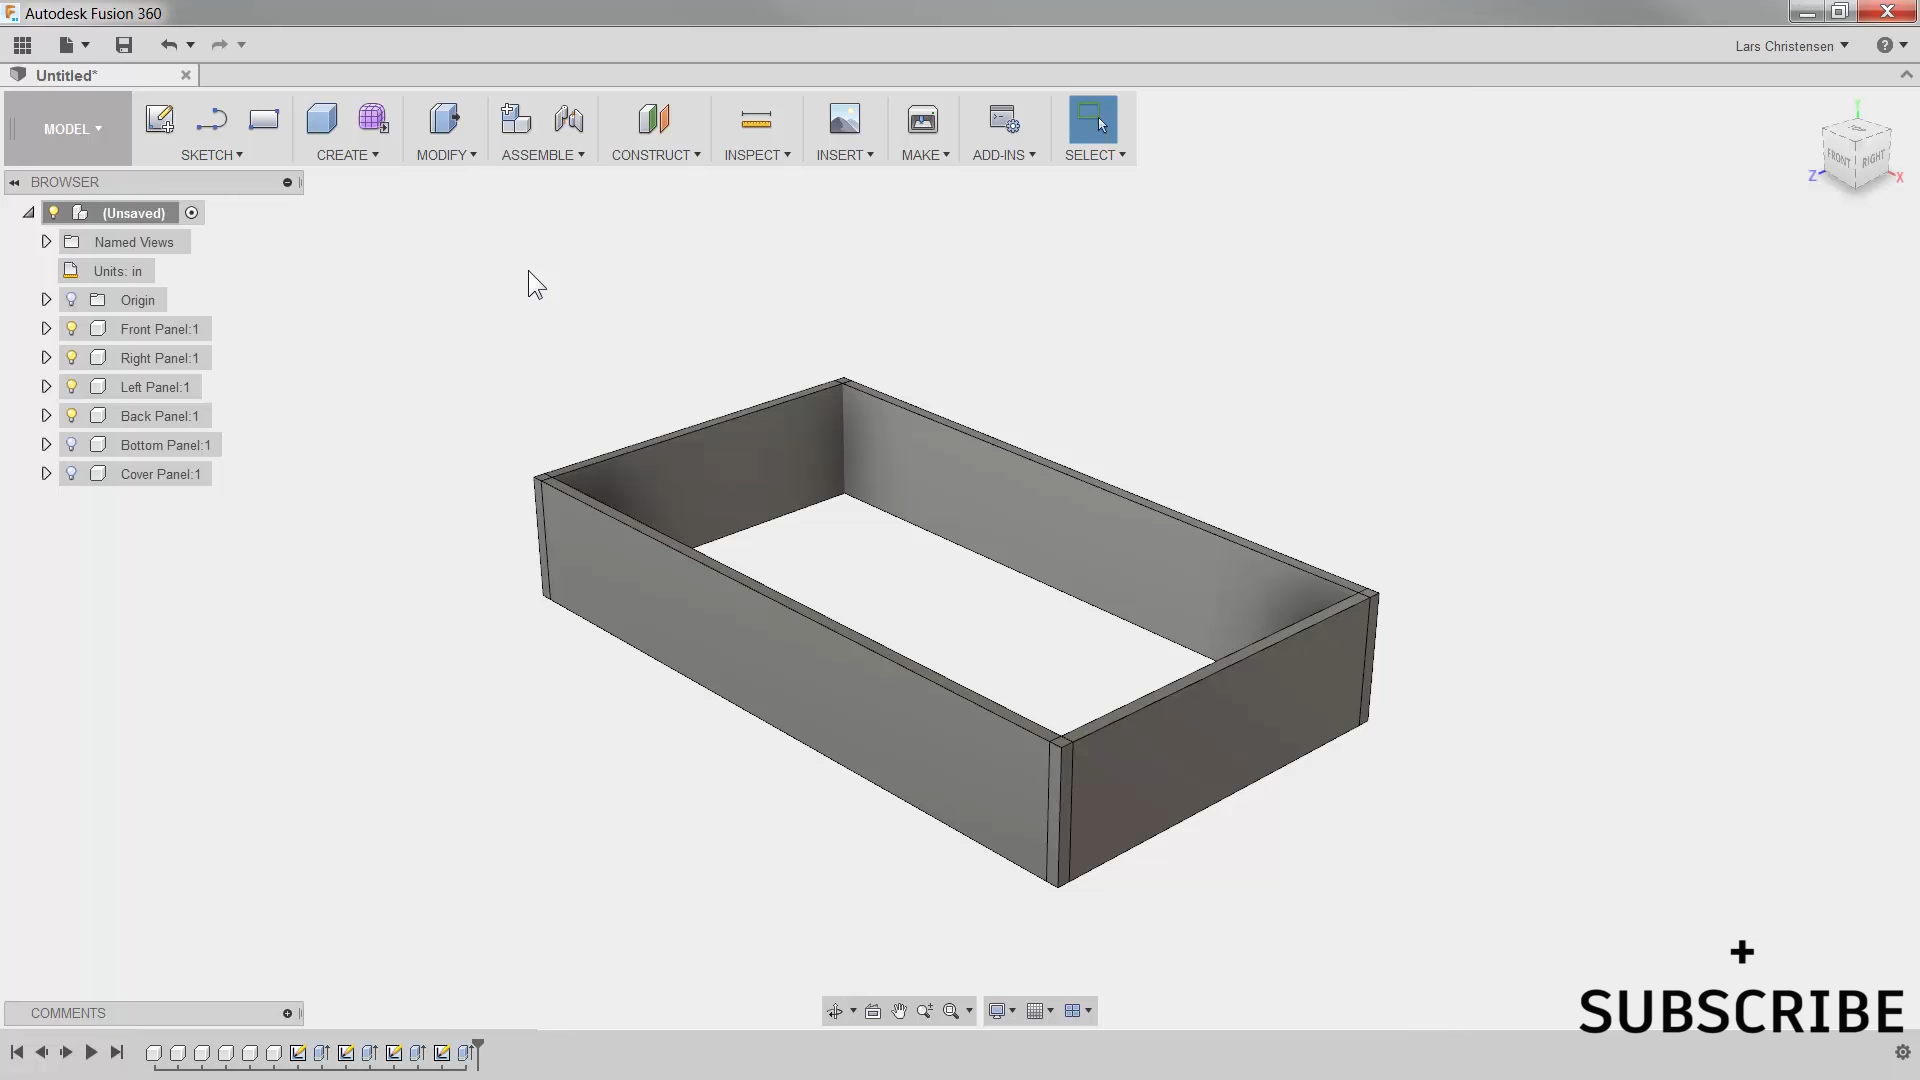 Autodesk Fusion 360
Lars Christensen
Untitled*
MODEL
SKETCH
CREATE
MODIFY
ASSEMBLE
CONSTRUCT
INSPECT
INSERT
MAKE
ADD-INS
SELECT
Y
FRONT
RIGHT
Z
X
BROWSER
(Unsaved)
Named Views
Units: in
Origin
Front Panel:1
Right Panel:1
Left Panel:1
Back Panel:1
Bottom Panel:1
Cover Panel:1
+
SUBSCRIBE
COMMENTS